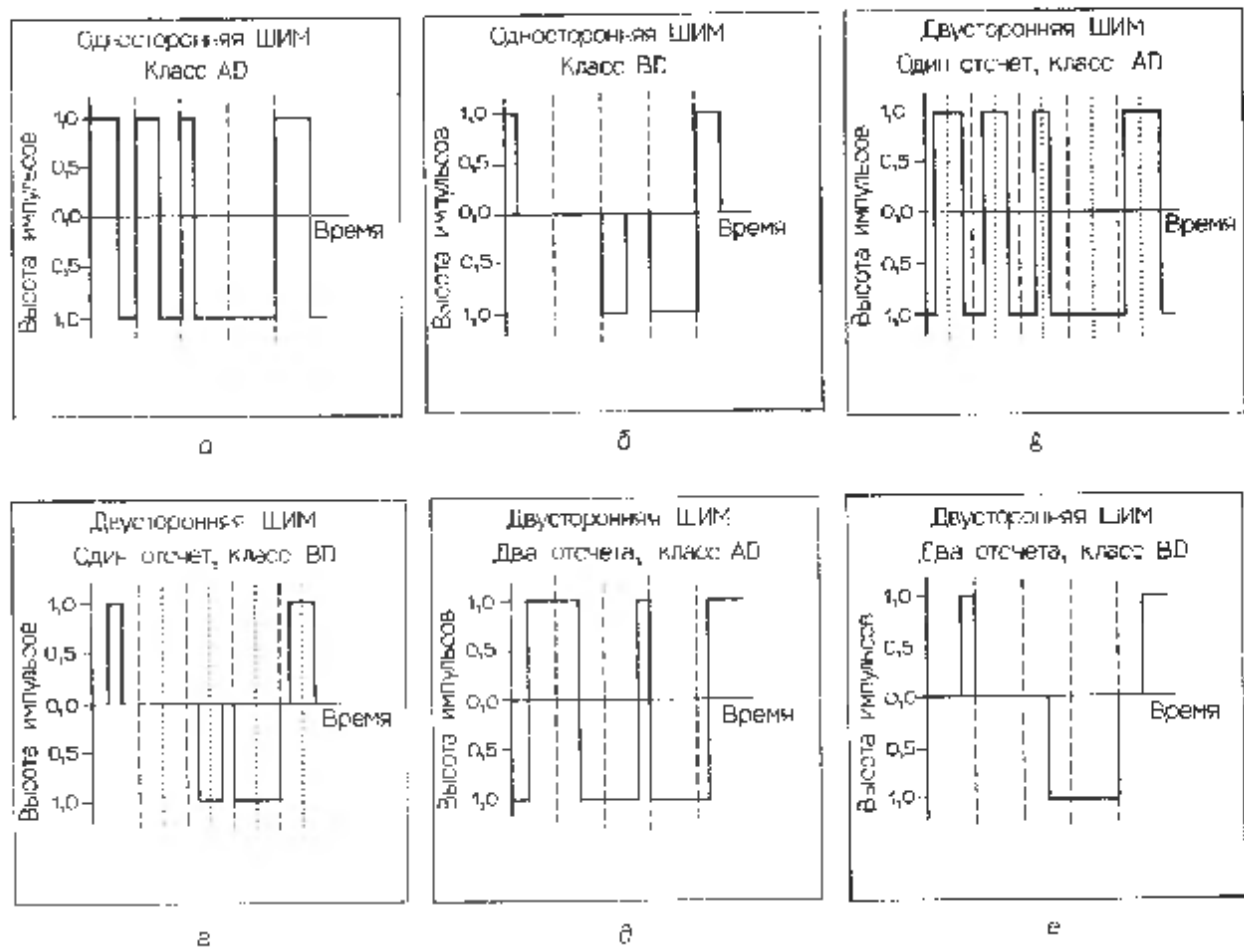 Односторонняя ШИМ
Класс AD
Высота импульсов
1,0
0,5
0,0
0,5
1,0
Время
а
Односторонняя ШИМ
Класс BD
Высота импульсов
1,0
0,5
0,0
0,5
1,0
Время
б
Двусторонняя ШИМ
Один отсчет, класс AD
Высота импульсов
1,0
0,5
0,0
0,5
1,0
Время
в
Двусторонняя ШИМ
Один отсчет, класс BD
Высота импульсов
1,0
0,5
0,0
0,5
1,0
Время
г
Двусторонняя ШИМ
Два отсчета, класс AD
Высота импульсов
1,0
0,5
0,0
0,5
1,0
Время
д
Двусторонняя ШИМ
Два отсчета, класс BD
Высота импульсов
1,0
0,5
0,0
0,5
1,0
Время
е